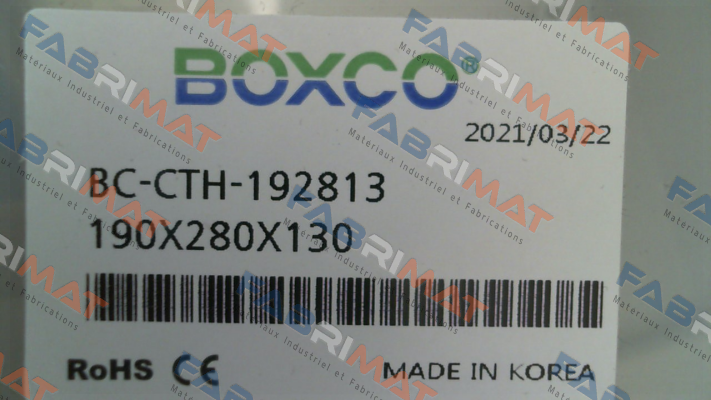 BOXCO®
2021/03/22
BC-CTH-192813
190X280X130
RoHS CE
MADE IN KOREA
FABRIMAT
Materiaux Industriel et Fabrications